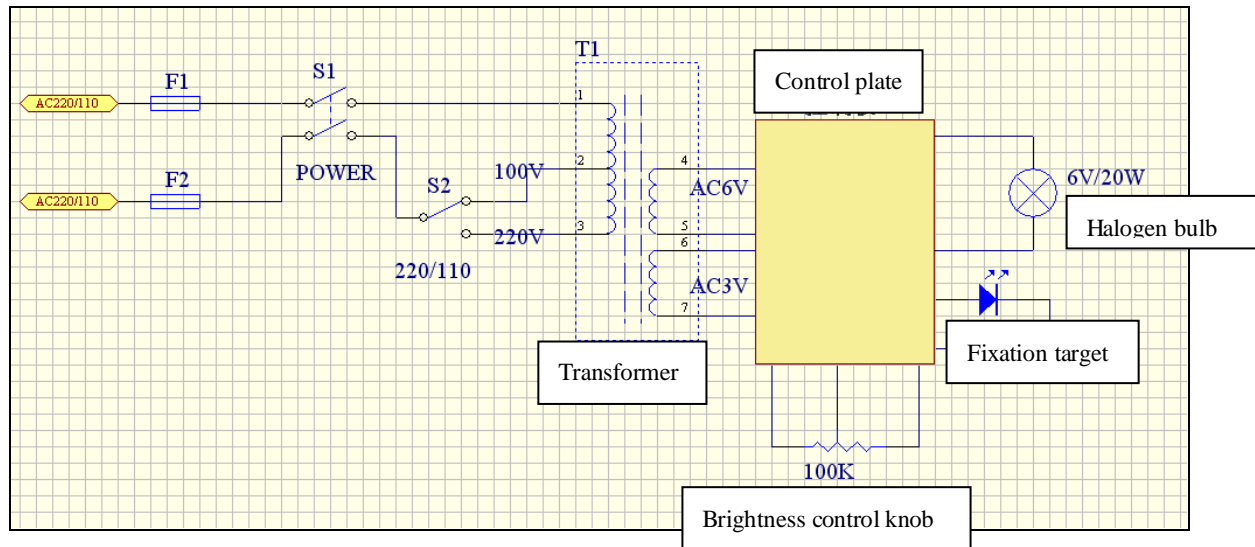 T1
Control plate
S1
F1
AC220/110
1
POWER
2
100V
4
AC6V
6V/20W
S2
F2
AC220/110
3
220V
5
6
Halogen bulb
220/110
AC3V
7
Fixation target
Transformer
100K
Brightness control knob